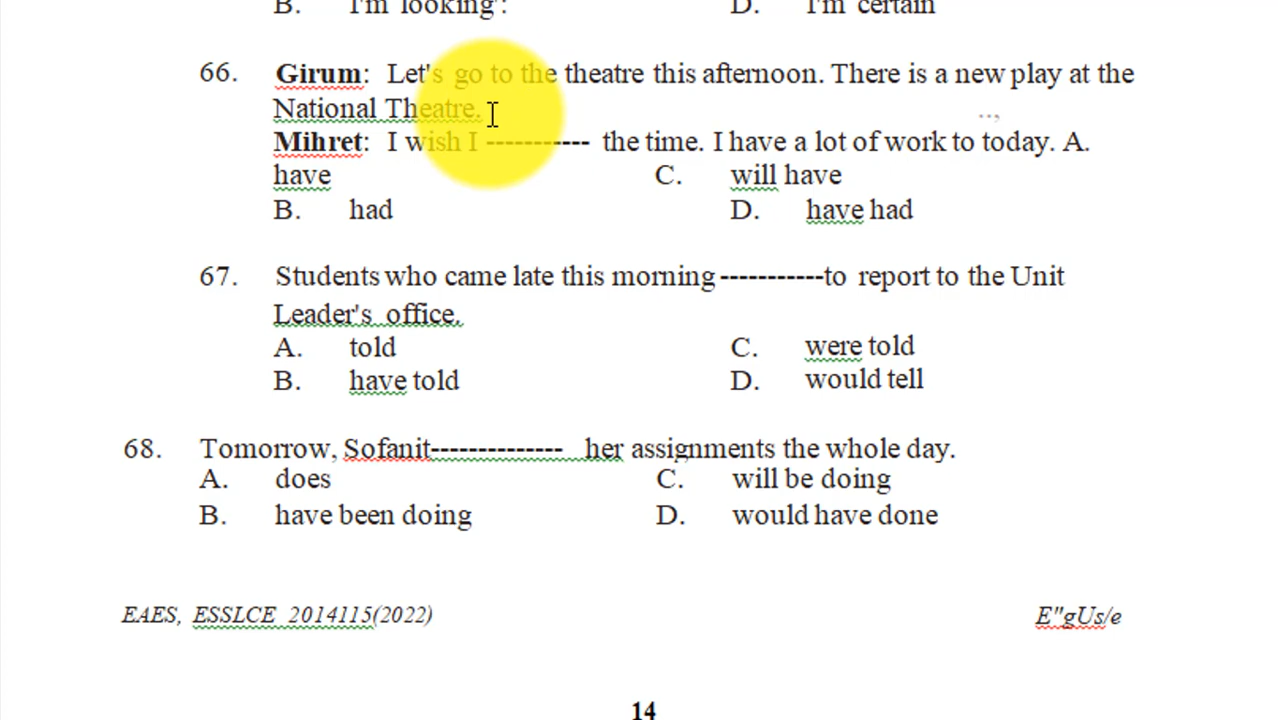 B. I'm looking': D. I'm certain
66. Girum: Let's go to the theatre this afternoon. There is a new play at the
National Theatre. ..,
Mihret: I wish I ----------- the time. I have a lot of work to today. A.
have C. will have
B. had D. have had
67. Students who came late this morning -----------to report to the Unit
Leader's office.
A. told C. were told
B. have told D. would tell
68. Tomorrow, Sofanit-------------- her assignments the whole day.
A. does C. will be doing
B. have been doing D. would have done
EAES, ESSLCE 2014115(2022) E"gUs/e
14